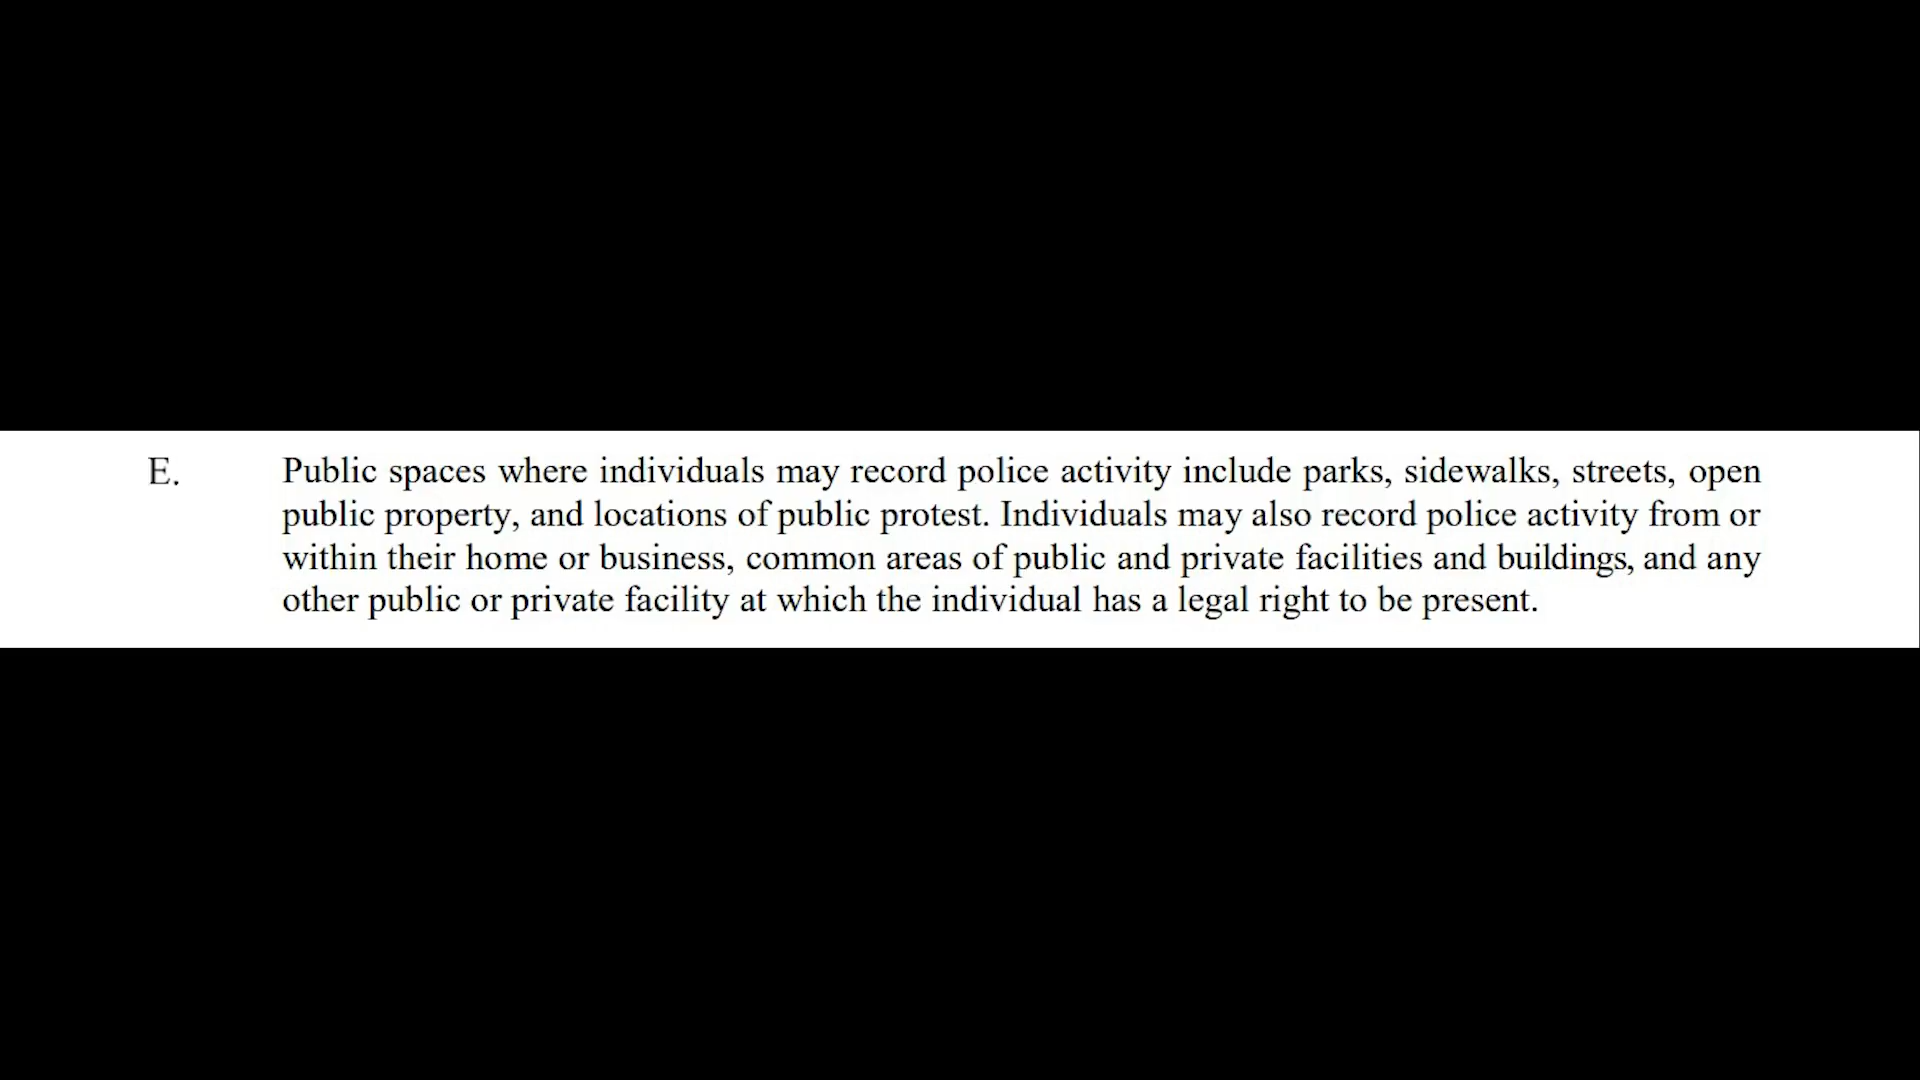 E. Public spaces where individuals may record police activity include parks, sidewalks, streets, open
public property, and locations of public protest. Individuals may also record police activity from or
within their home or business, common areas of public and private facilities and buildings, and any
other public or private facility at which the individual has a legal right to be present.